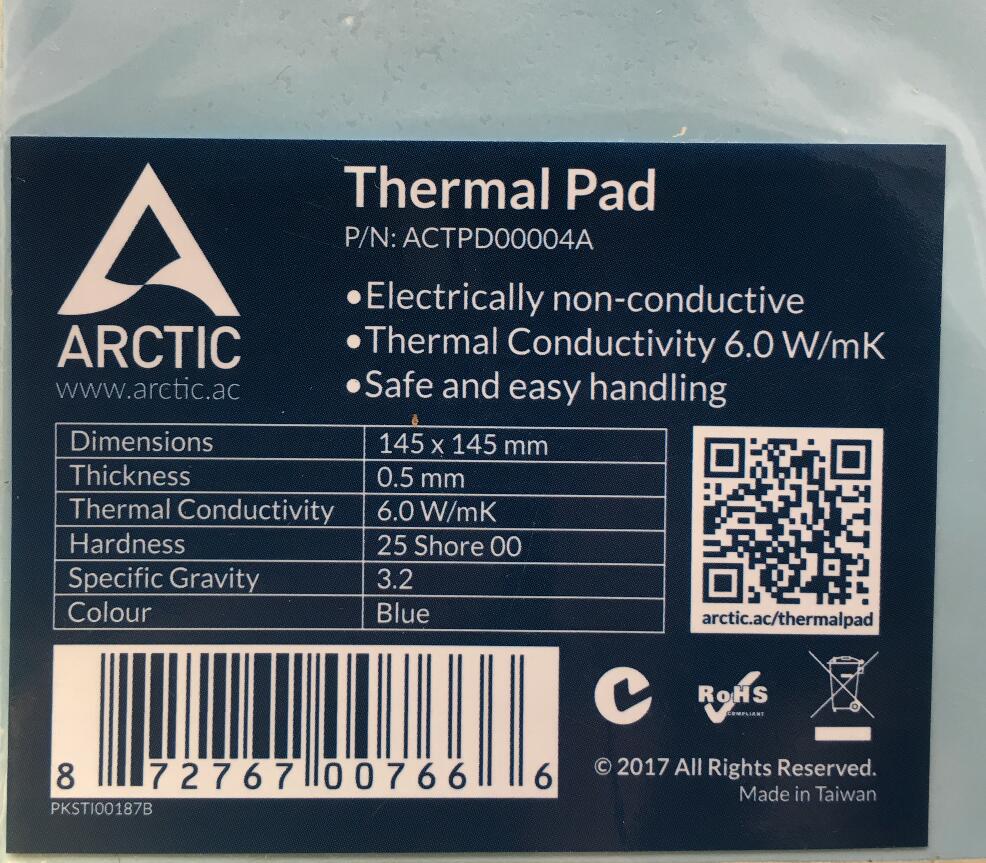 Thermal Pad
P/N: ACTPD00004A
•Electrically non-conductive
•Thermal Conductivity 6.0 W/mK
•Safe and easy handling
ARCTIC
www.arctic.ac
Dimensions 145 x 145 mm
Thickness 0.5 mm
Thermal Conductivity 6.0 W/mK
Hardness 25 Shore 00
Specific Gravity 3.2
Colour Blue
arctic.ac/thermalpad
8 72767 00766 6
PKSTI00187B
RoHS
COMPLIANT
© 2017 All Rights Reserved.
Made in Taiwan